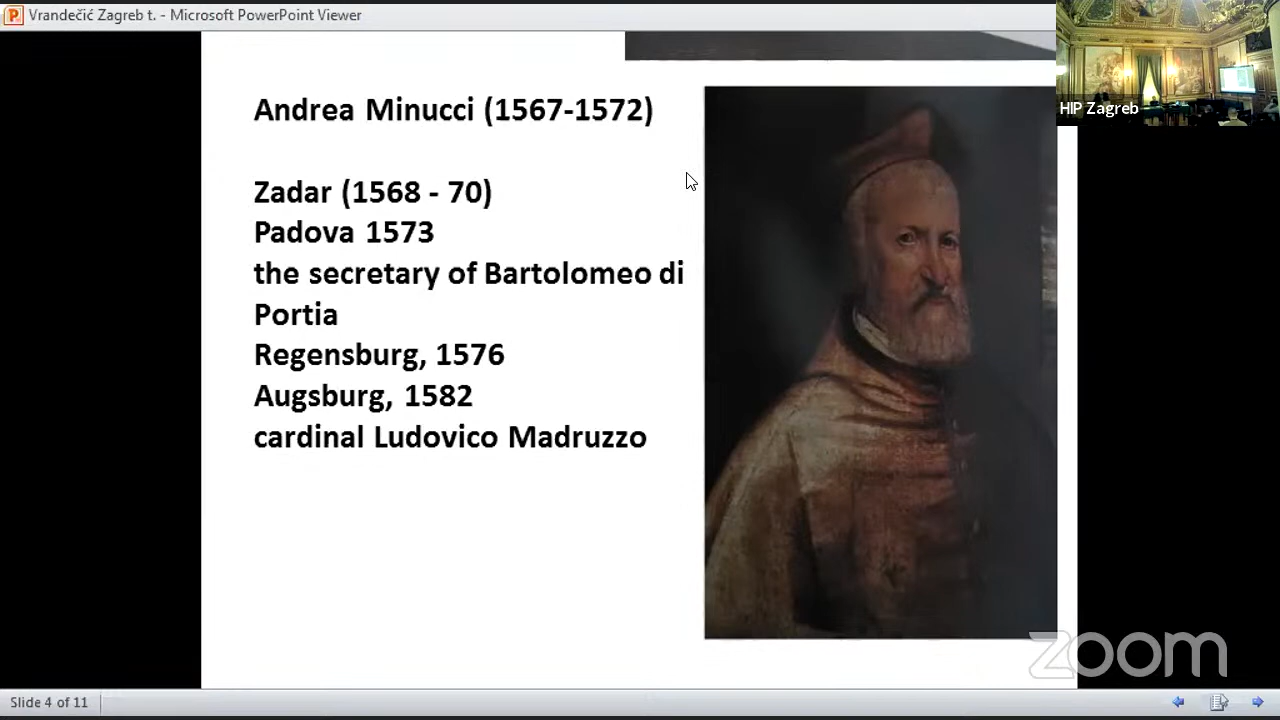 Vrandečić Zagreb t. - Microsoft PowerPoint Viewer
HIP Zagreb
Andrea Minucci (1567-1572)
Zadar (1568 - 70)
Padova 1573
the secretary of Bartolomeo di
Portia
Regensburg, 1576
Augsburg, 1582
cardinal Ludovico Madruzzo
zoom
Slide 4 of 11